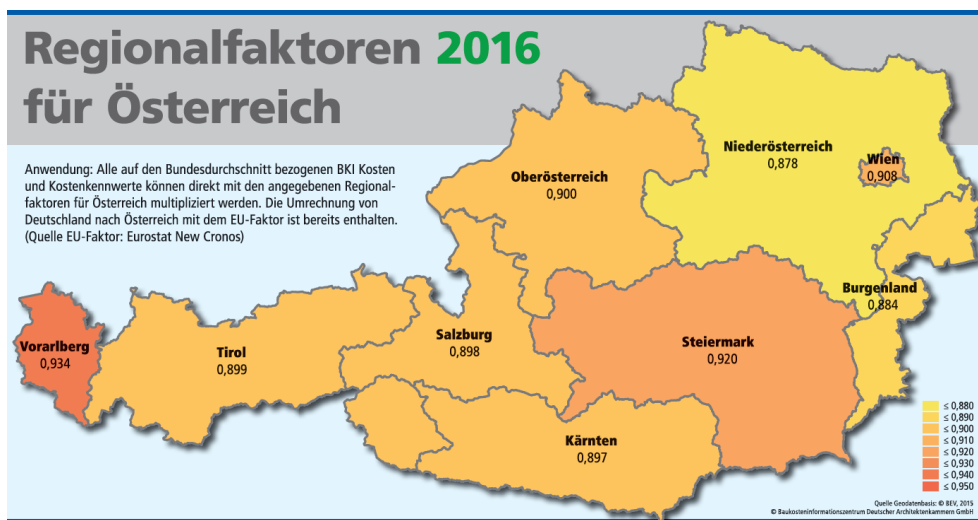 Regionalfaktoren 2016
für Österreich
Anwendung: Alle auf den Bundesdurchschnitt bezogenen BKI Kosten
und Kostenkennwerte können direkt mit den angegebenen Regional-
faktoren für Österreich multipliziert werden. Die Umrechnung von
Deutschland nach Österreich mit dem EU-Faktor ist bereits enthalten.
(Quelle EU-Faktor: Eurostat New Cronos)
Niederösterreich
0,878
Wien
0,908
Oberösterreich
0,900
Burgenland
0,884
Vorarlberg
0,934
Tirol
0,899
Salzburg
0,898
Steiermark
0,920
Kärnten
0,897
≤ 0,880
≤ 0,890
≤ 0,900
≤ 0,910
≤ 0,920
≤ 0,930
≤ 0,940
≤ 0,950
Quelle Geodatenbasis: © BEV, 2015
© Baukosteninformationszentrum Deutscher Architektenkammern GmbH